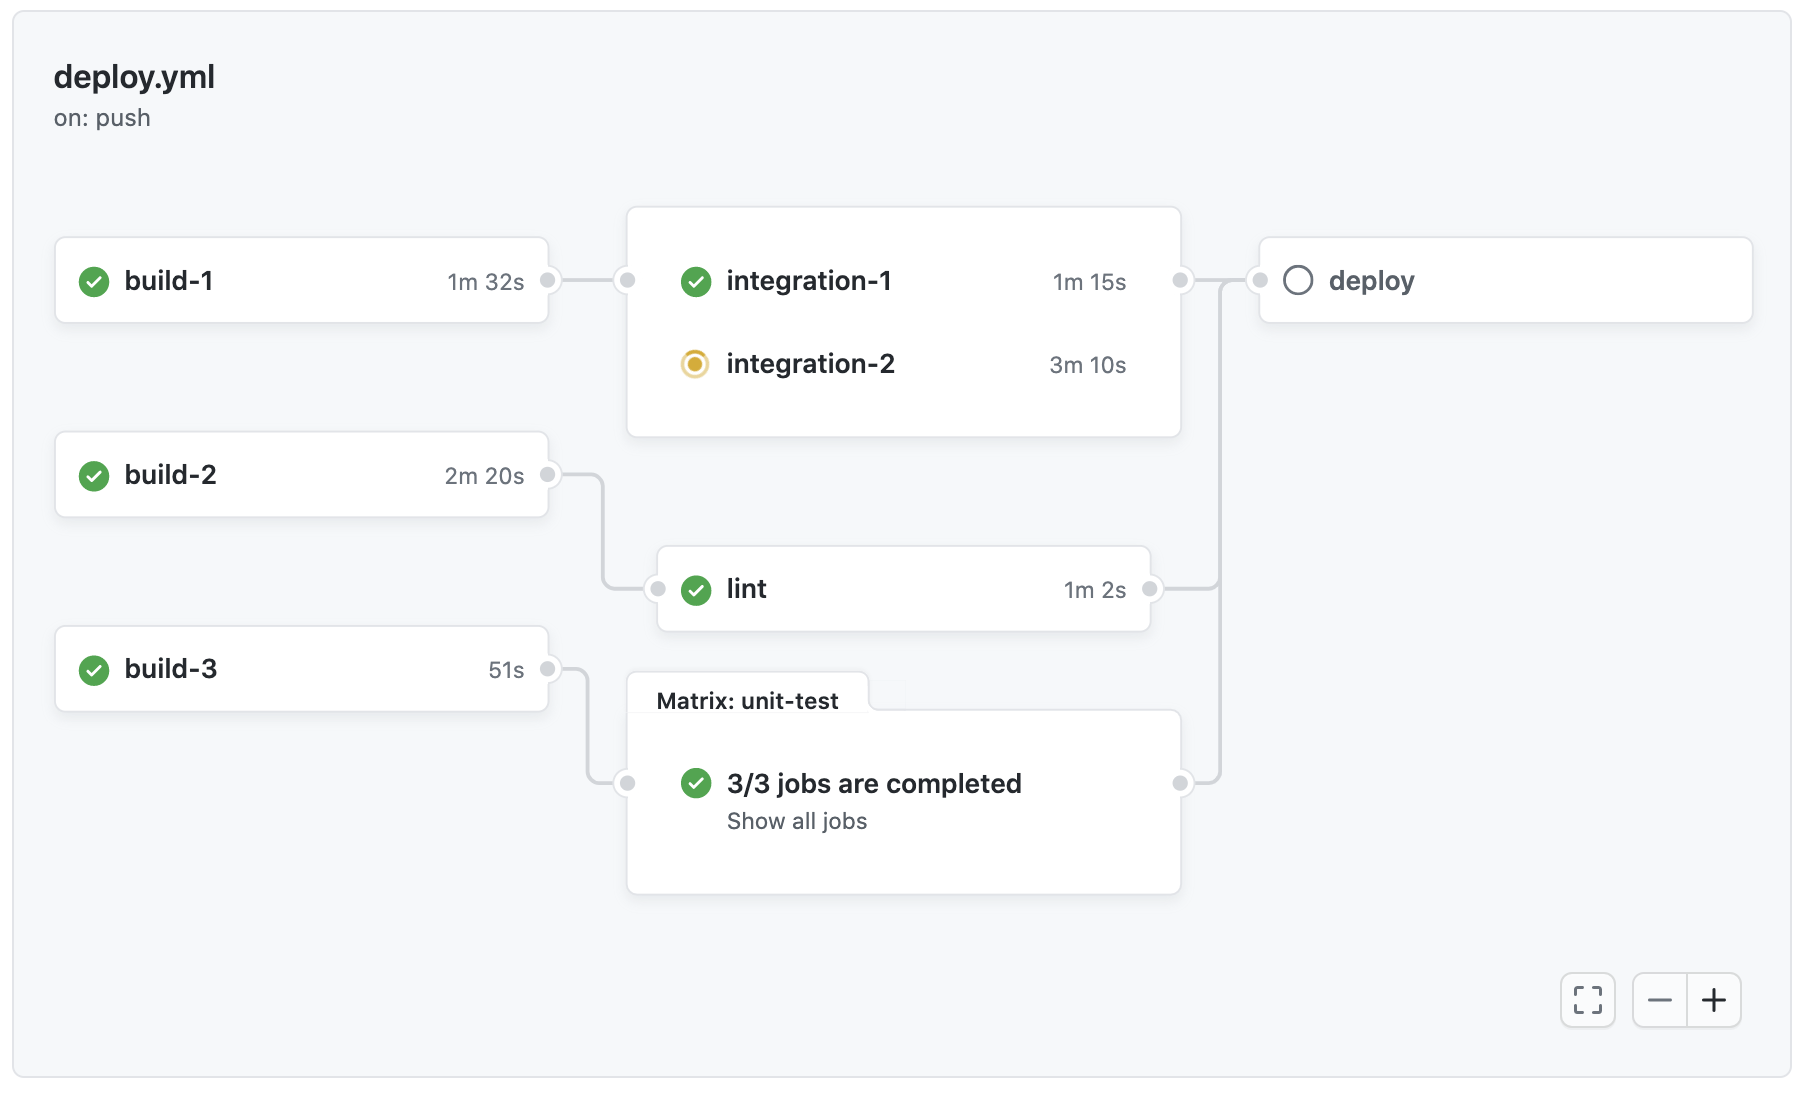 deploy.yml
on: push
build-1 1m 32s
integration-1 1m 15s
deploy
integration-2 3m 10s
build-2 2m 20s
lint 1m 2s
build-3 51s
Matrix: unit-test
3/3 jobs are completed
Show all jobs